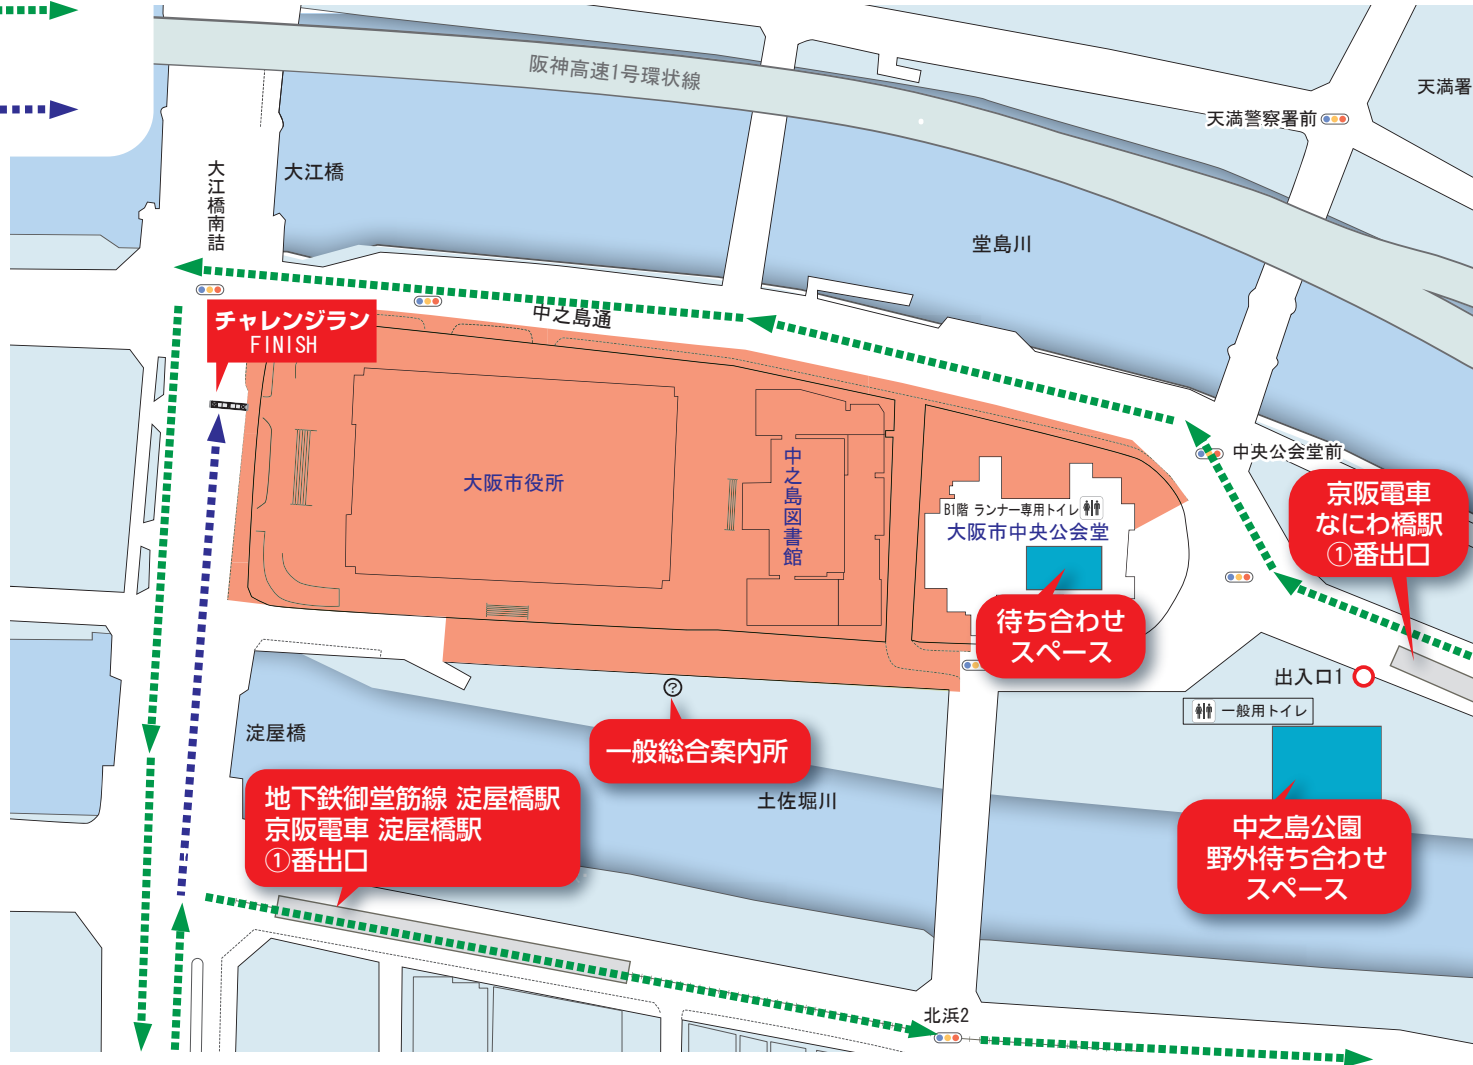 阪神高速1号環状線
天満署
天満警察署前
大江橋南詰
大江橋
堂島川
チャレンジラン
FINISH
中之島通
中央公会堂前
大阪市役所
中之島図書館
B1階 ランナー専用トイレ
大阪市中央公会堂
京阪電車
なにわ橋駅
①番出口
待ち合わせ
スペース
出入口1
?
一般用トイレ
淀屋橋
一般総合案内所
地下鉄御堂筋線 淀屋橋駅
京阪電車 淀屋橋駅
①番出口
土佐堀川
中之島公園
野外待ち合わせ
スペース
北浜2